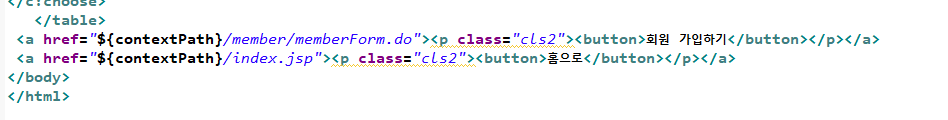 </c:choose>
</table>
<a href="${contextPath}/member/memberForm.do"><p class="cls2"><button>회원 가입하기</button></p></a>
<a href="${contextPath}/index.jsp"><p class="cls2"><button>홈으로</button></p></a>
</body>
</html>